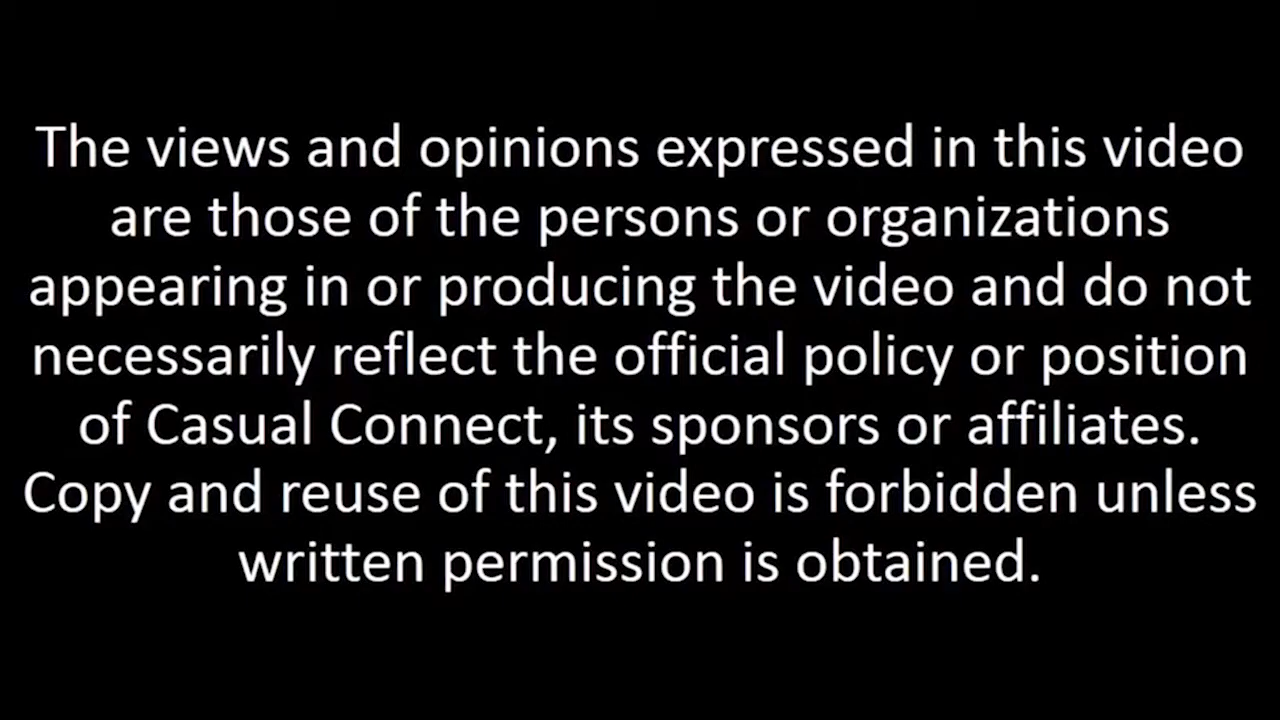 The views and opinions expressed in this video
are those of the persons or organizations
appearing in or producing the video and do not
necessarily reflect the official policy or position
of Casual Connect, its sponsors or affiliates.
Copy and reuse of this video is forbidden unless
written permission is obtained.